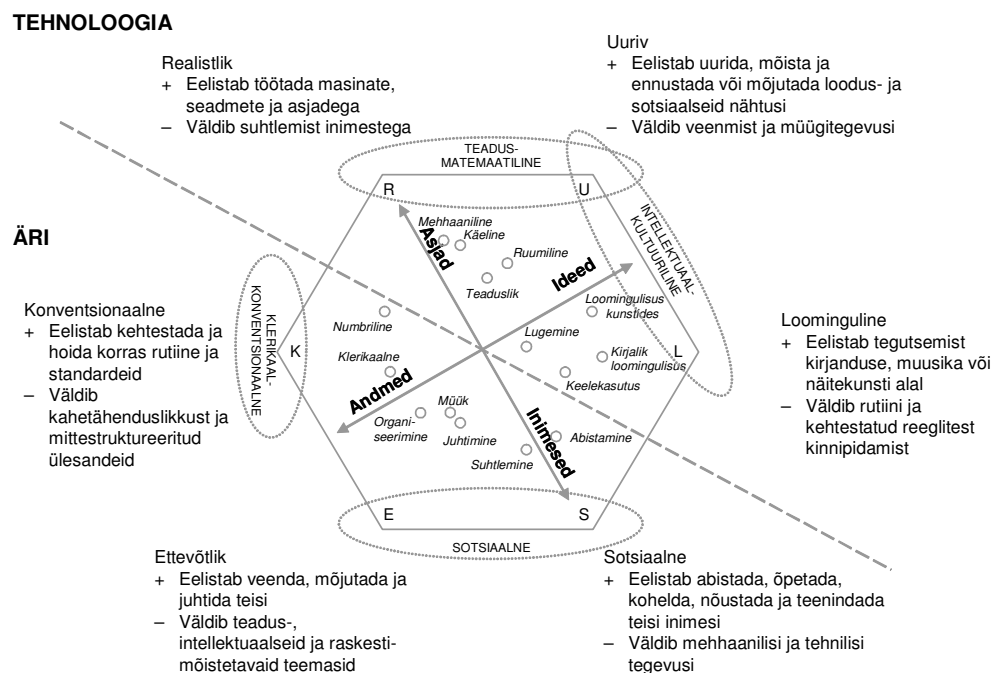 TEHNOLOOGIA
Realistlik
+ Eelistab töötada masinate,
seadmete ja asjadega
– Väldib suhtlemist inimestega
Uuriv
+ Eelistab uurida, mõista ja
ennustada või mõjutada loodus- ja
sotsiaalseid nähtusi
– Väldib veenmist ja müügitegevusi
TEADUS-
MATEMAATILINE
R
U
INTELLEKTUAAL-
KULTUURILINE
ÄRI
Mehhaaniline
Käeline
Asjad
Ruumiline
Teaduslik
Ideed
Konventsionaalne
+ Eelistab kehtestada ja
hoida korras rutiine ja
standardeid
– Väldib
kahetähenduslikkust ja
mittestruktureeritud
ülesandeid
KLERIKAAL-
KONVENTSIONAALNE
K
Numbriline
Klerikaalne
Andmed
Loomingulisus
kunstides
Lugemine
Kirjalik
loomingulisus
Keelekasutus
L
Loominguline
+ Eelistab tegutsemist
kirjanduse, muusika või
näitekunsti alal
– Väldib rutiini ja
kehtestatud reeglitest
kinnipidamist
Organi-
seerimine
Müük
Juhtimine
Inimesed
Abistamine
Suhtlemine
E
S
SOTSIAALNE
Ettevõtlik
+ Eelistab veenda, mõjutada ja
juhtida teisi
– Väldib teadus-,
intellektuaalseid ja raskesti-
mõistetavaid teemasid
Sotsiaalne
+ Eelistab abistada, õpetada,
kohelda, nõustada ja teenindada
teisi inimesi
– Väldib mehhaanilisi ja tehnilisi
tegevusi